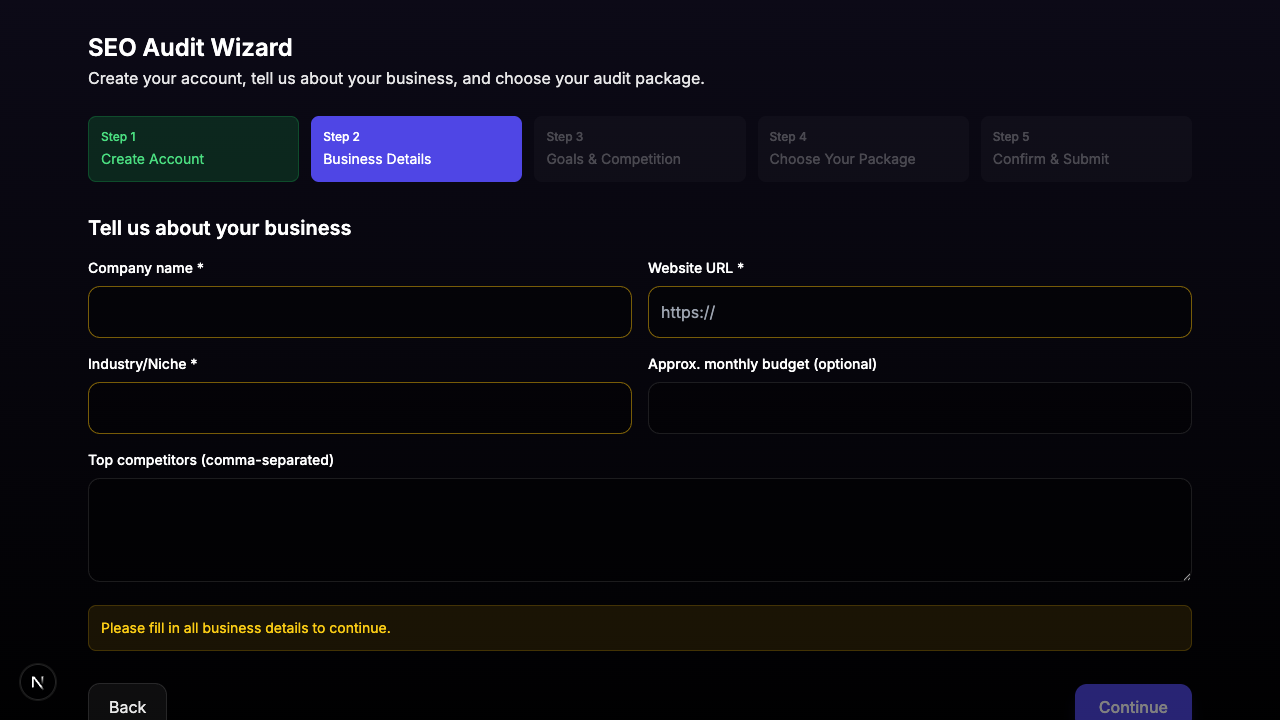 SEO Audit Wizard
Create your account, tell us about your business, and choose your audit package.
Step 1
Create Account
Step 2
Business Details
Step 3
Goals & Competition
Step 4
Choose Your Package
Step 5
Confirm & Submit
Tell us about your business
Company name *
Website URL *
https://
Industry/Niche *
Approx. monthly budget (optional)
Top competitors (comma-separated)
Please fill in all business details to continue.
N
Back
Continue